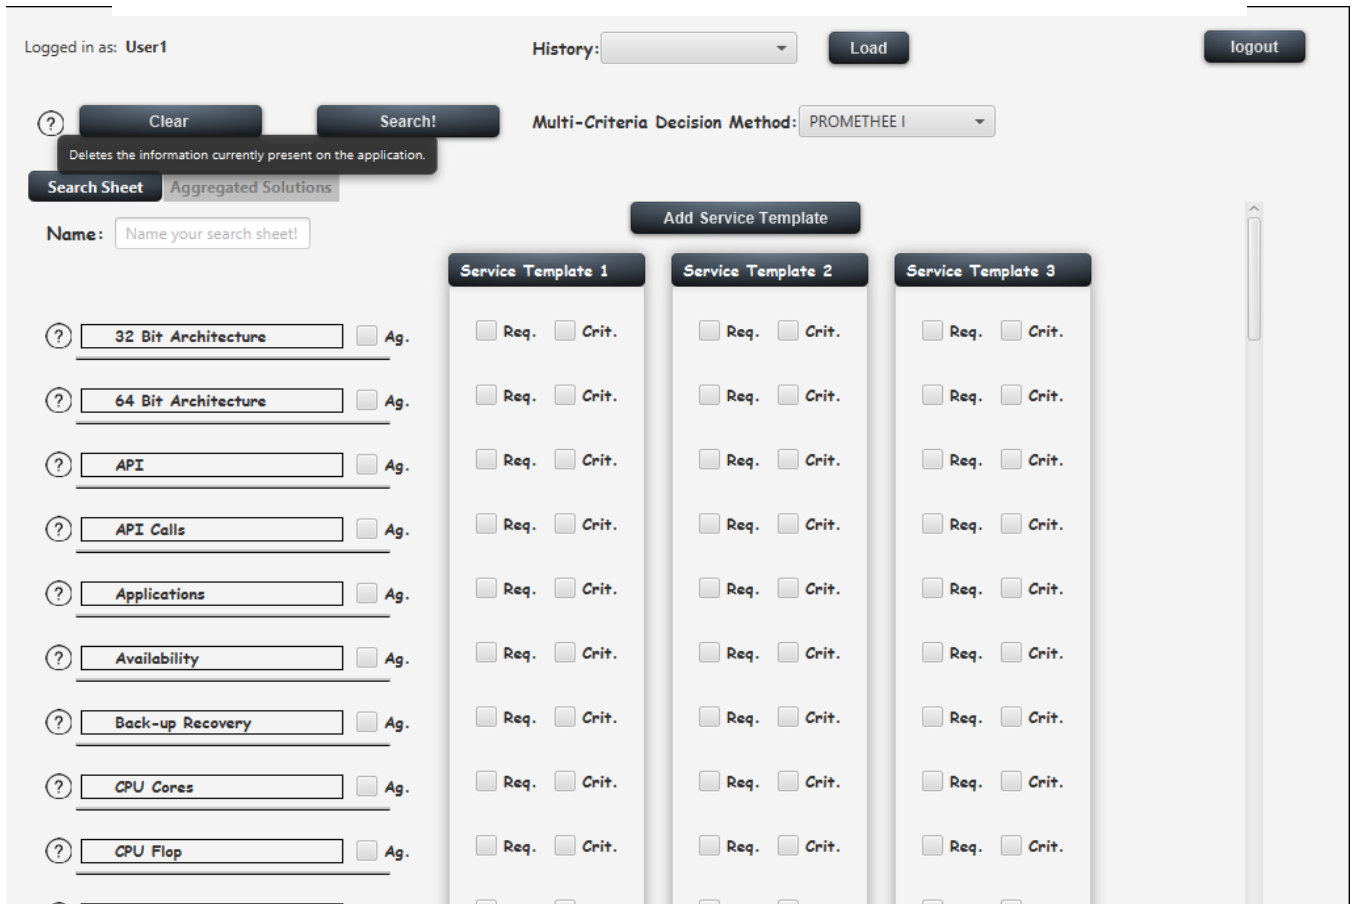 Logged in as: User1
History:
Load
logout
?
Clear
Search!
Multi-Criteria Decision Method: PROMETHEE I
Deletes the information currently present on the application.
Search Sheet Aggregated Solutions
Add Service Template
Name: Name your search sheet!
Service Template 1 Service Template 2 Service Template 3
? 32 Bit Architecture Ag. Req. Crit. Req. Crit. Req. Crit.
? 64 Bit Architecture Ag. Req. Crit. Req. Crit. Req. Crit.
? API Ag. Req. Crit. Req. Crit. Req. Crit.
? API Calls Ag. Req. Crit. Req. Crit. Req. Crit.
? Applications Ag. Req. Crit. Req. Crit. Req. Crit.
? Availability Ag. Req. Crit. Req. Crit. Req. Crit.
? Back-up Recovery Ag. Req. Crit. Req. Crit. Req. Crit.
? CPU Cores Ag. Req. Crit. Req. Crit. Req. Crit.
? CPU Flop Ag. Req. Crit. Req. Crit. Req. Crit.